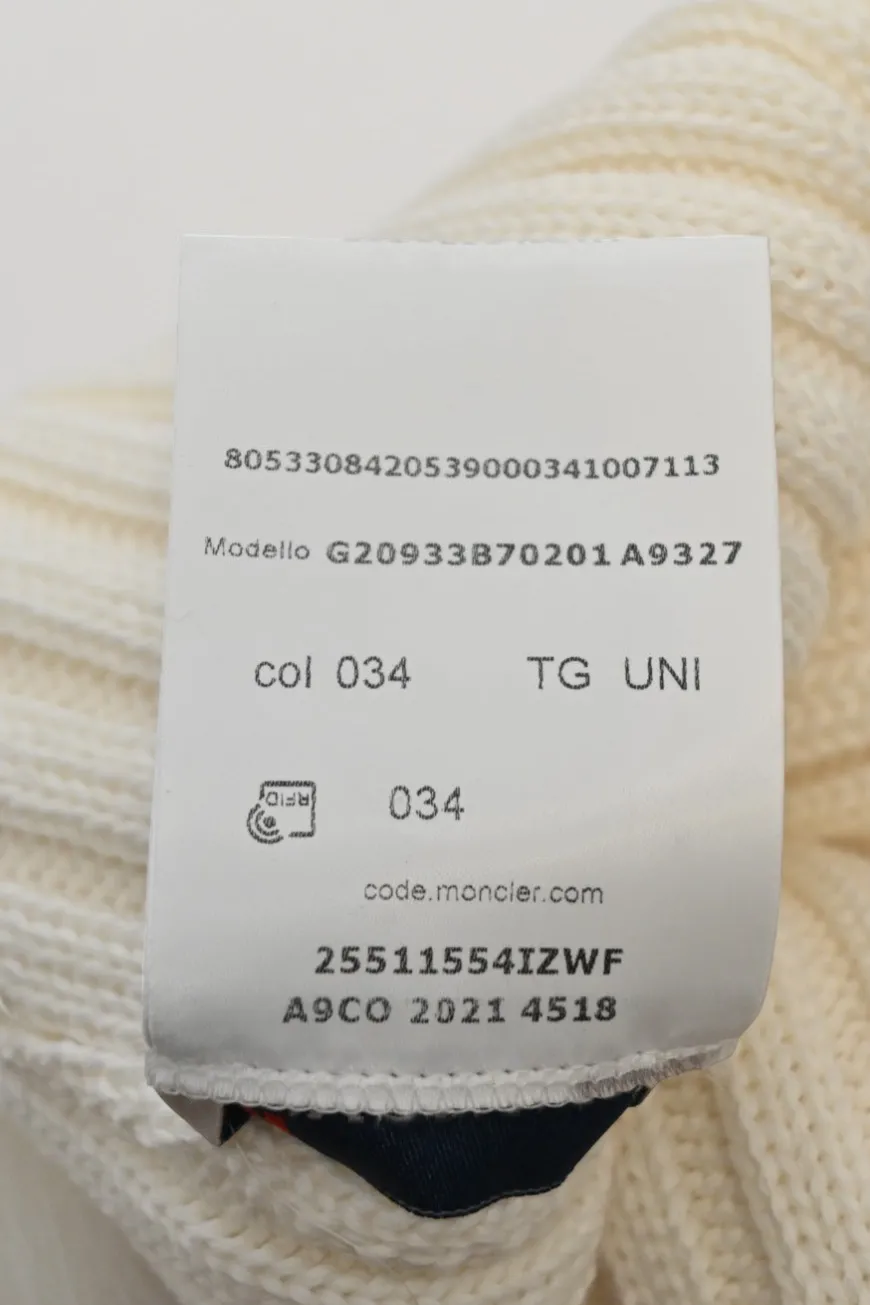 8053308420539000341007113
Modello G20933B70201 A9327
col 034 TG UNI
RFID 034
code.moncler.com
25511554IZWF
A9CO 2021 4518